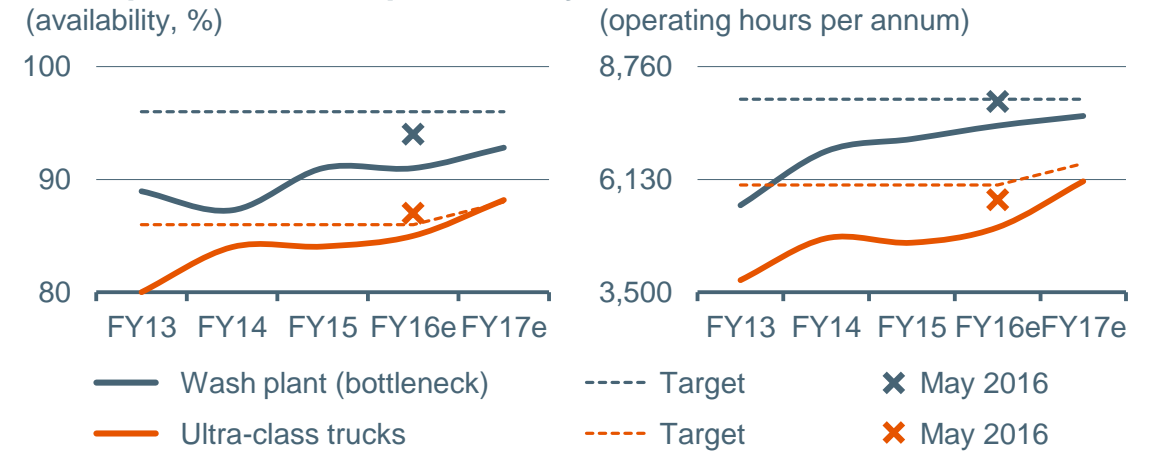 (availability, %)
(operating hours per annum)
100
90
80
FY13 FY14 FY15 FY16e FY17e
8,760
6,130
3,500
FY13 FY14 FY15 FY16e FY17e
Wash plant (bottleneck)
Target
May 2016
Ultra-class trucks
Target
May 2016